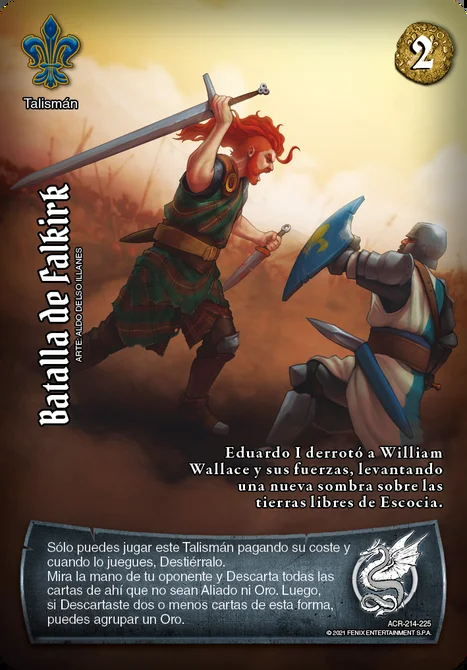 2
Talismán
Batalla de Falkirk
ARTE: ALDO DELSO ILLANES
Eduardo I derrotó a William
Wallace y sus fuerzas, levantando
una nueva sombra sobre las
tierras libres de Escocia.
Sólo puedes jugar este Talismán pagando su coste y
cuando lo juegues, Destiérralo.
Mira la mano de tu oponente y Descarta todas las
cartas de ahí que no sean Aliado ni Oro. Luego,
si Descartaste dos o menos cartas de esta forma,
puedes agrupar un Oro.
ACR-214-225
© 2021 FENIX ENTERTAINMENT S.P.A.